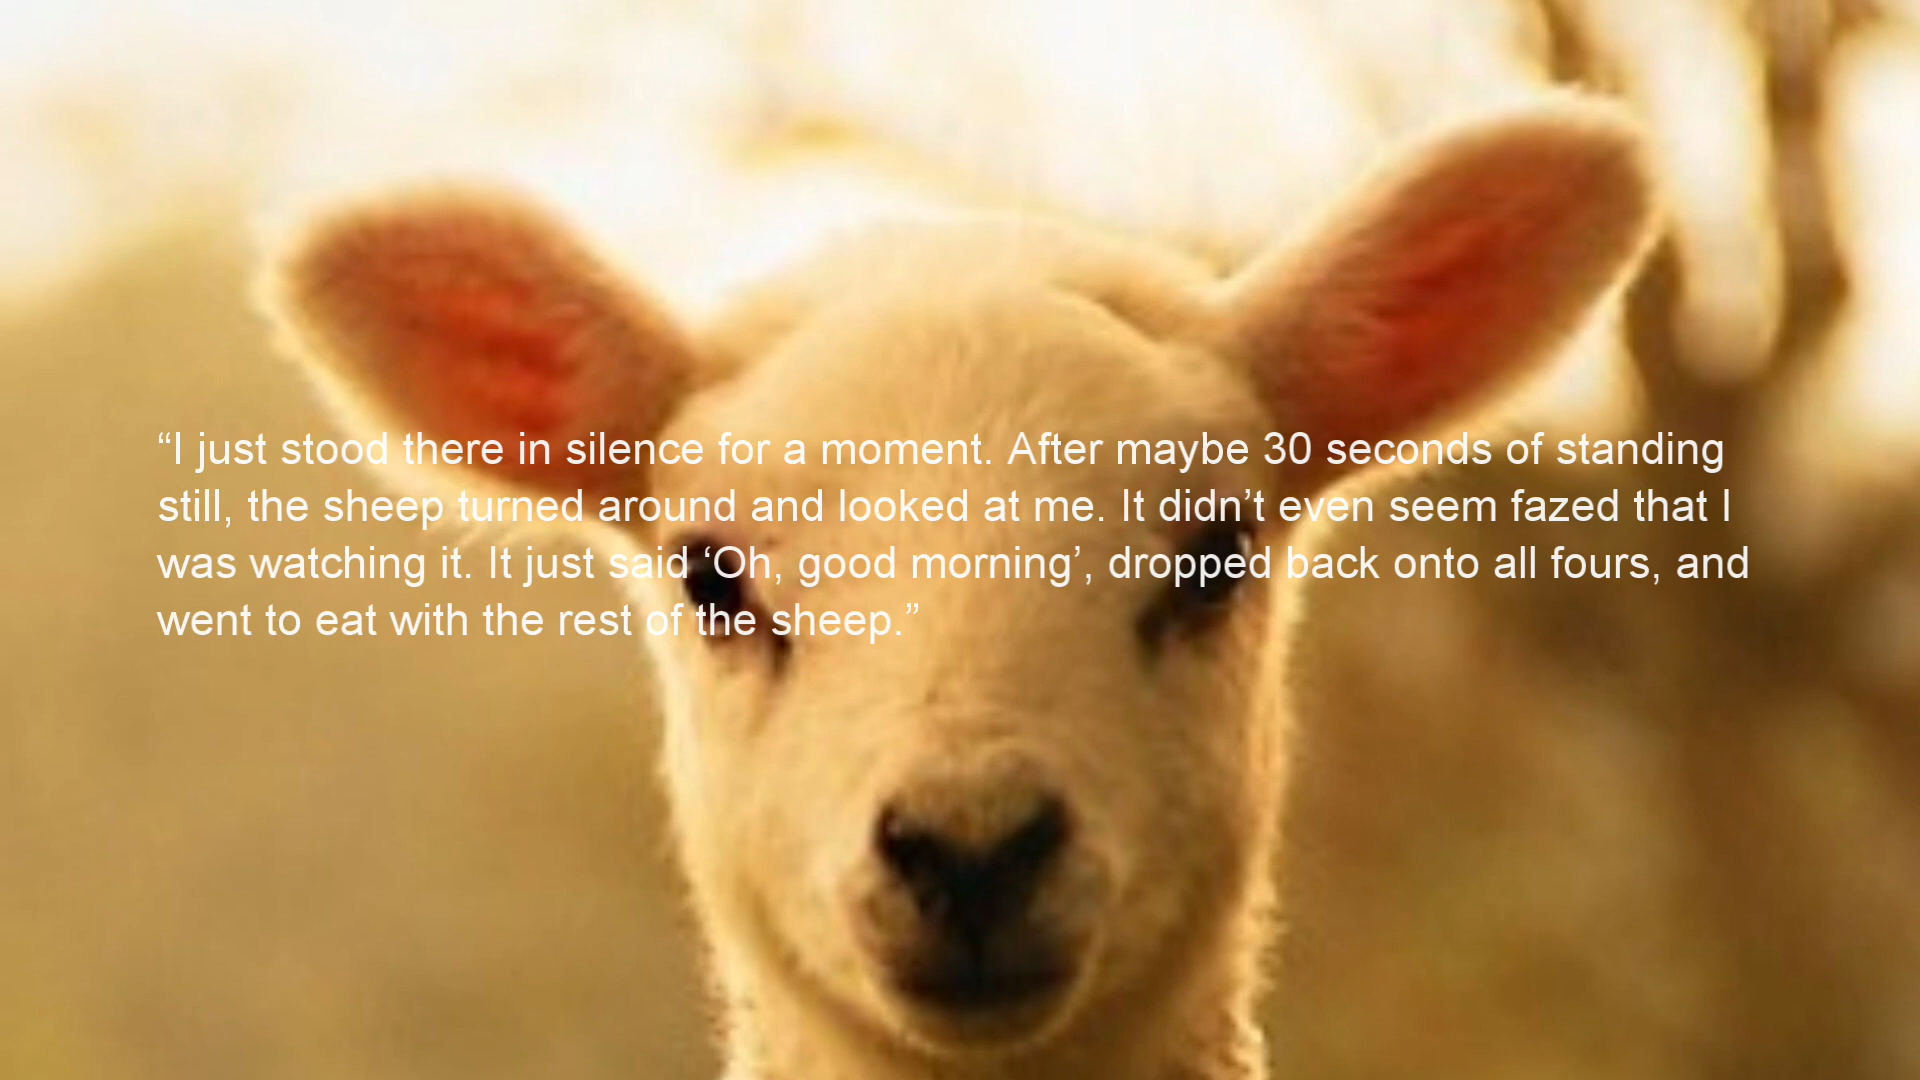 “I just stood there in silence for a moment. After maybe 30 seconds of standing
still, the sheep turned around and looked at me. It didn’t even seem fazed that I
was watching it. It just said ‘Oh, good morning’, dropped back onto all fours, and
went to eat with the rest of the sheep.”